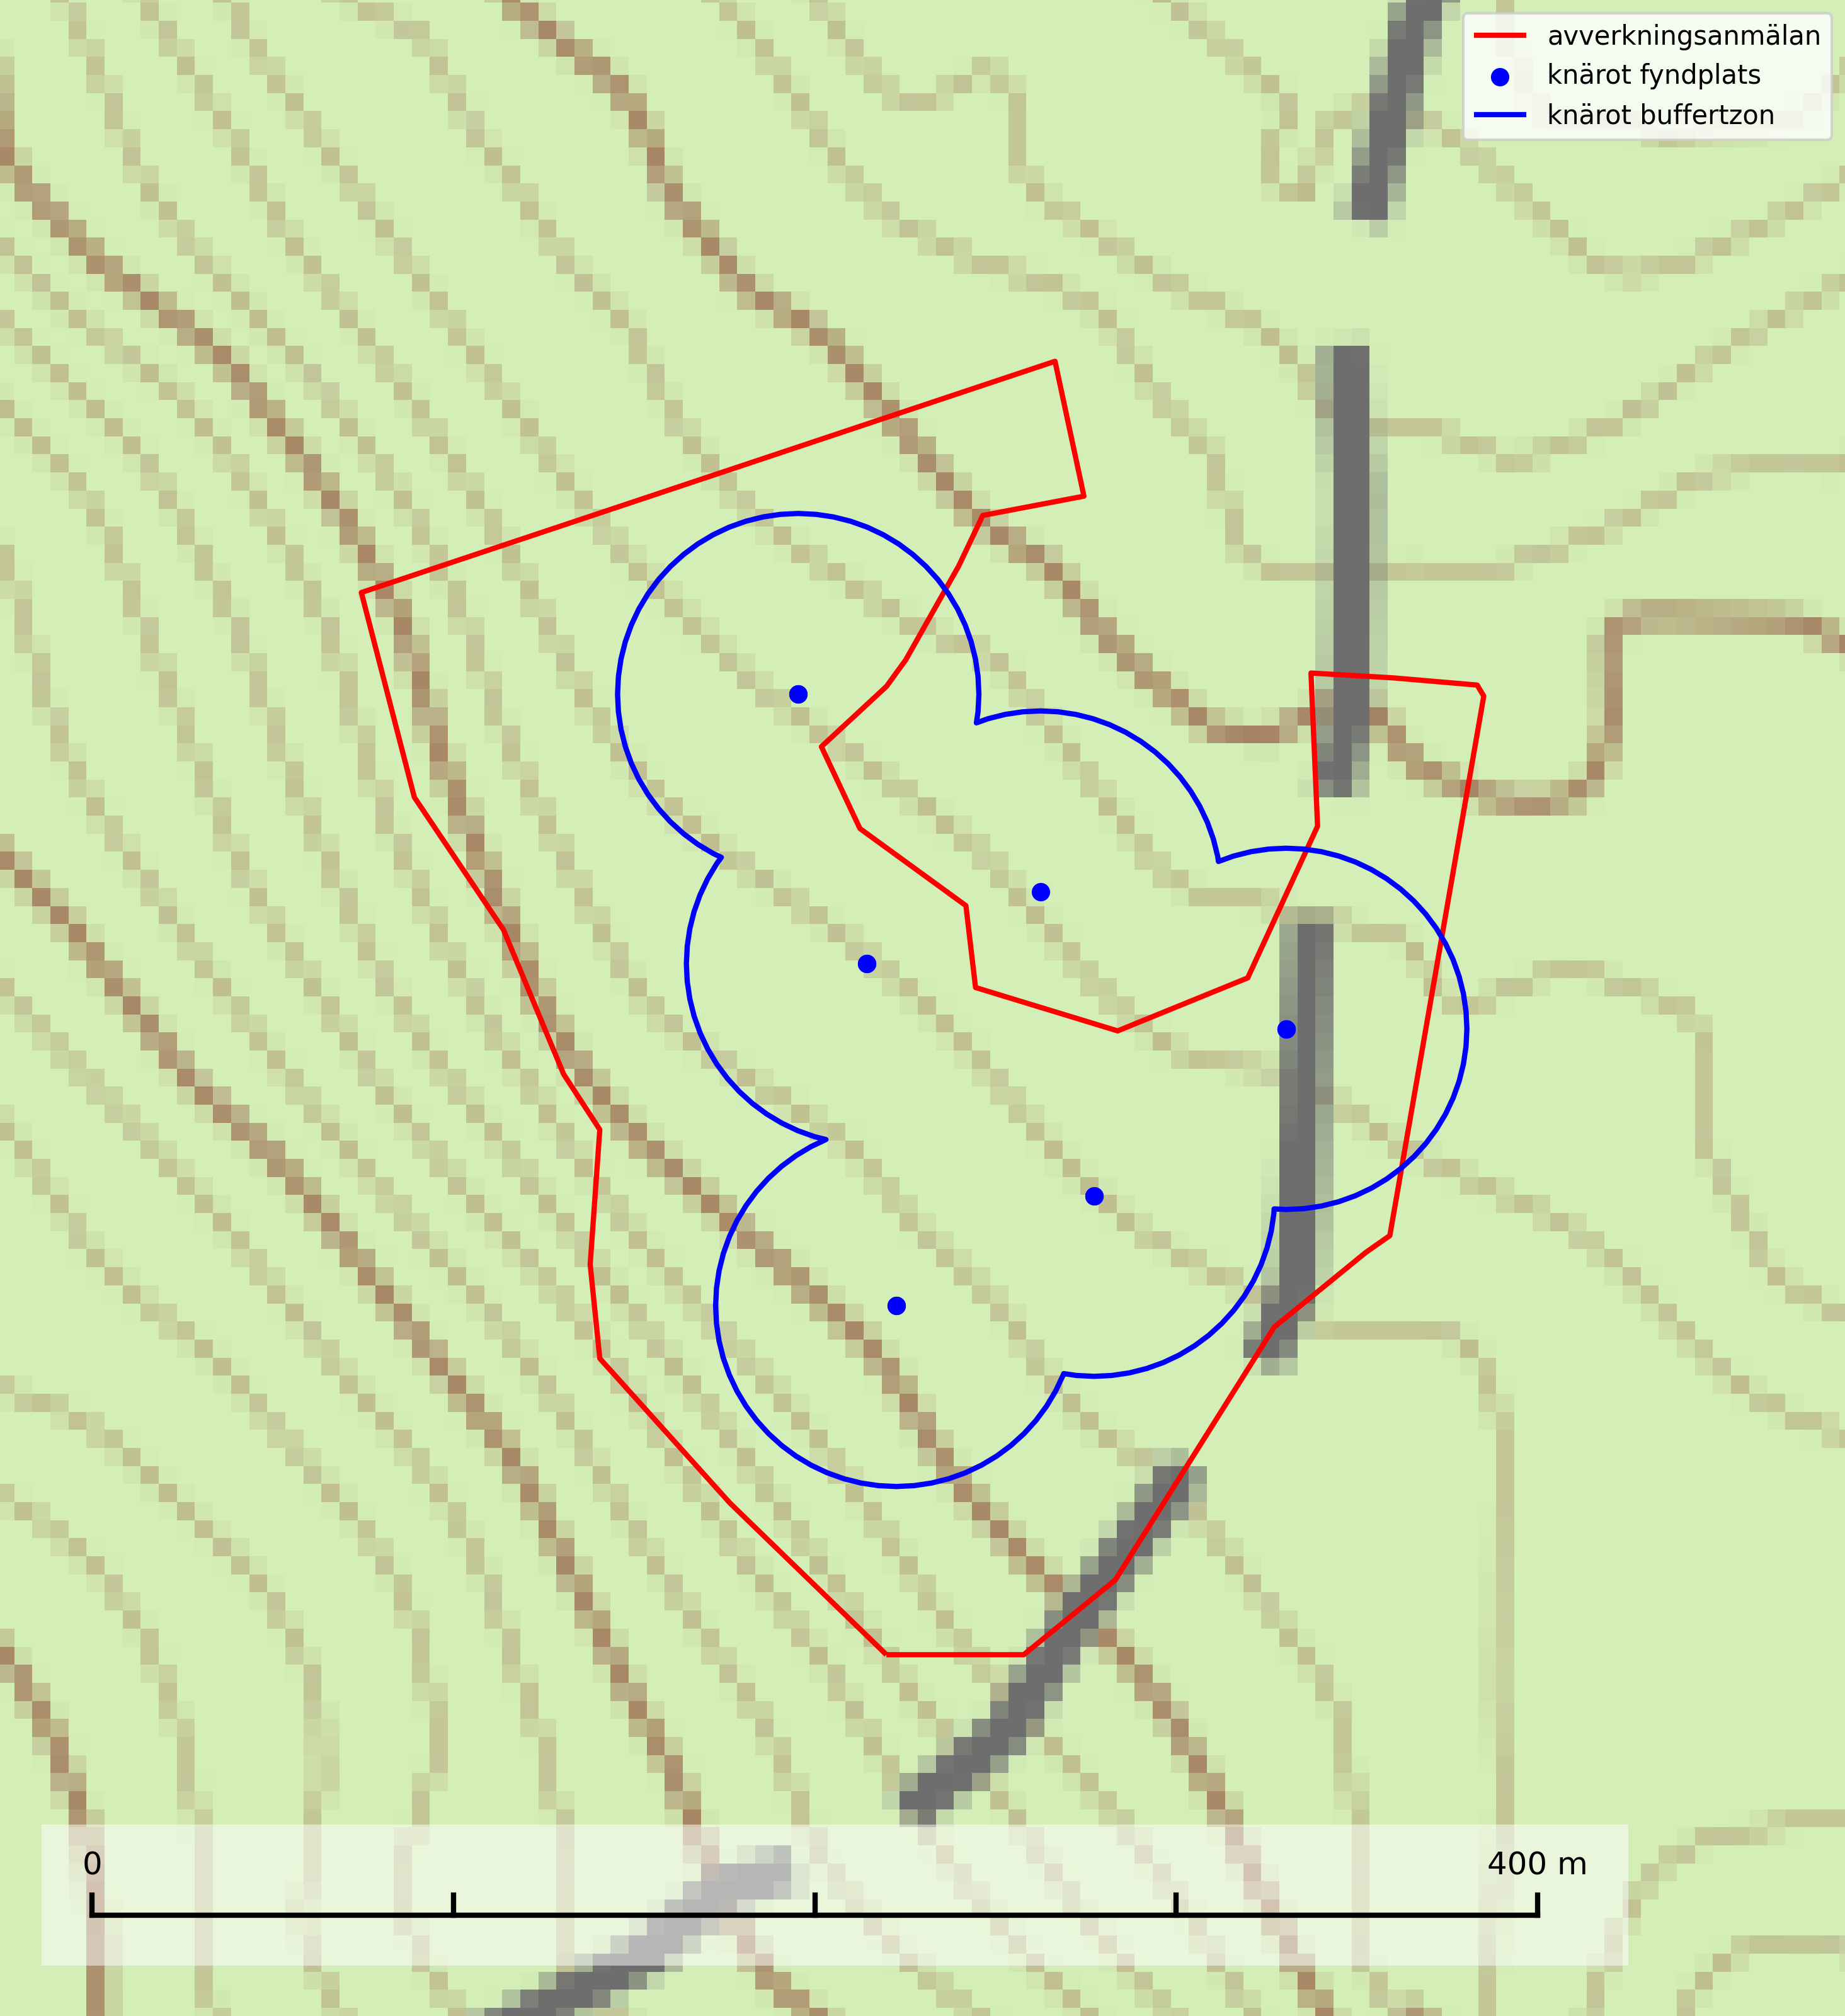 avverkningsanmälan
knärot fyndplats
knärot buffertzon
0
400 m